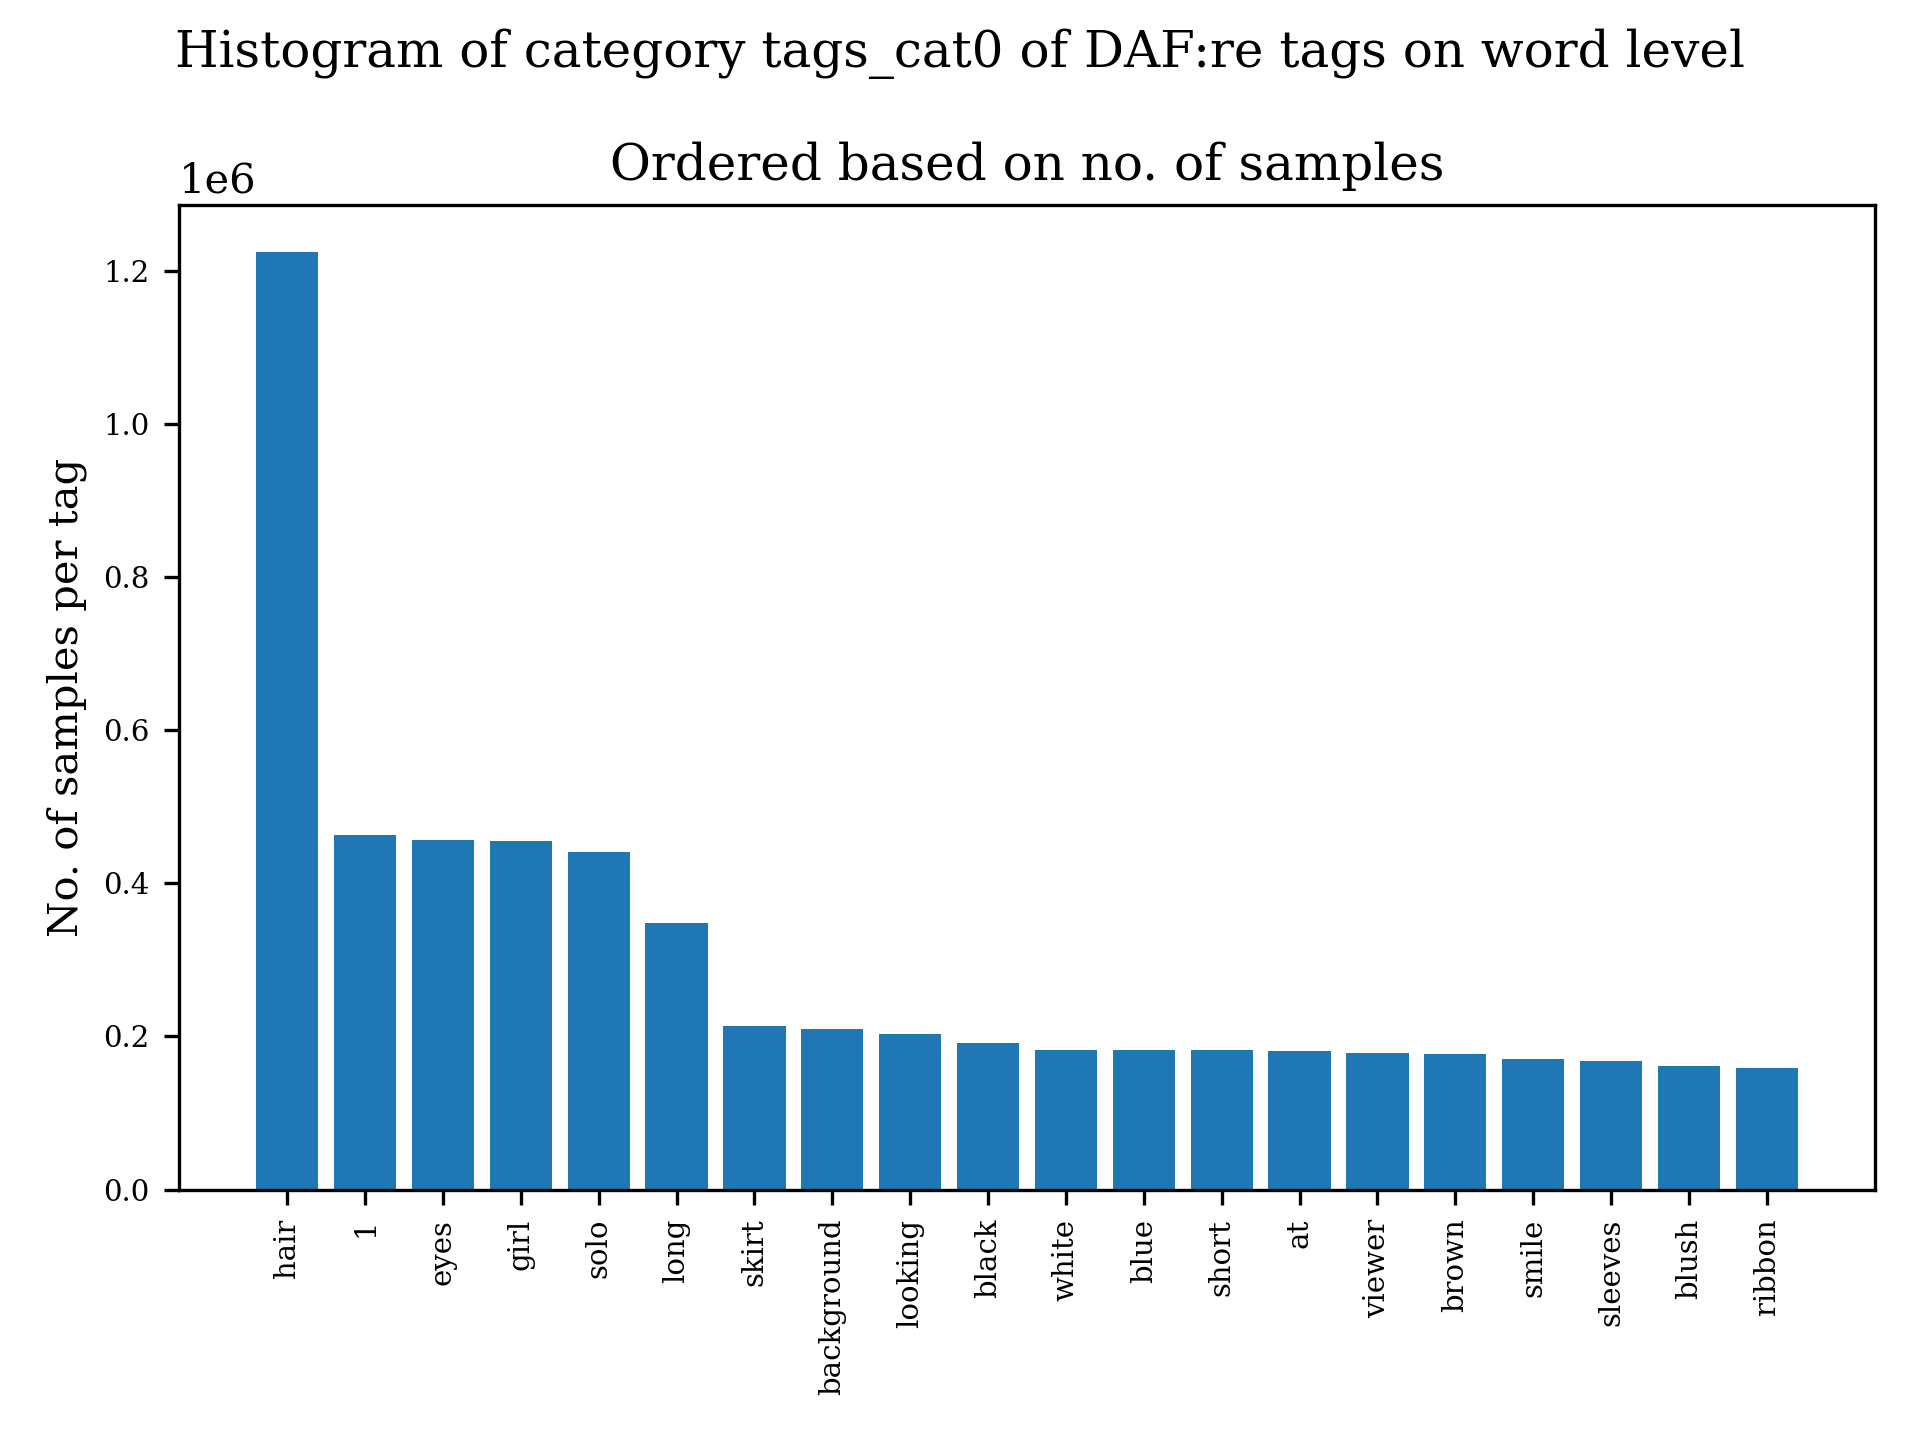 Histogram of category tags_cat0 of DAF:re tags on word level
Ordered based on no. of samples
1e6
No. of samples per tag
1.2
1.0
0.8
0.6
0.4
0.2
0.0
hair
1
eyes
girl
solo
long
skirt
background
looking
black
white
blue
short
at
viewer
brown
smile
sleeves
blush
ribbon